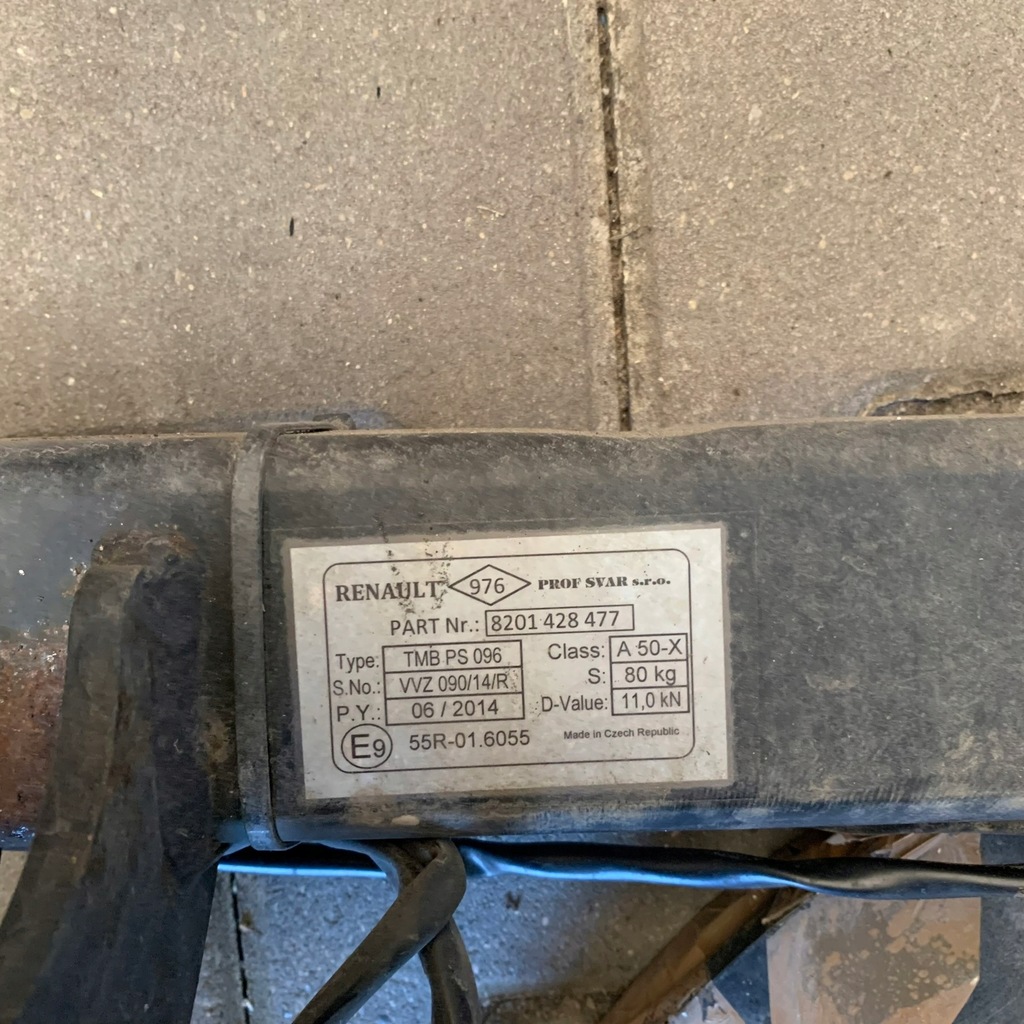 RENAULT 976 PROF SVAR s.r.o.
PART Nr.: 8201 428 477
Type: TMB PS 096 Class: A 50-X
S.No.: VVZ 090/14/R S: 80 kg
P.Y.: 06 / 2014 D-Value: 11,0 kN
E9 55R-01.6055 Made in Czech Republic